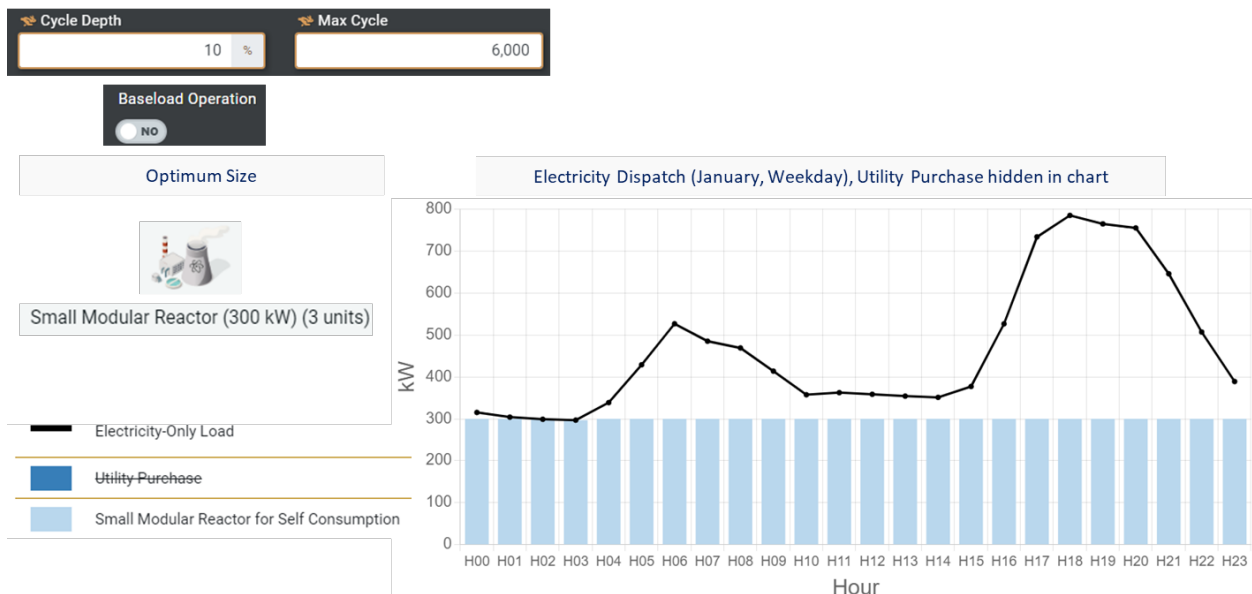 Cycle Depth
Max Cycle
10 %
6,000
Baseload Operation
NO
Optimum Size
Electricity Dispatch (January, Weekday), Utility Purchase hidden in chart
Small Modular Reactor (300 kW) (3 units)
Electricity-Only Load
Utility Purchase
Small Modular Reactor for Self Consumption
kW
800
700
600
500
400
300
200
100
0
H00 H01 H02 H03 H04 H05 H06 H07 H08 H09 H10 H11 H12 H13 H14 H15 H16 H17 H18 H19 H20 H21 H22 H23
Hour